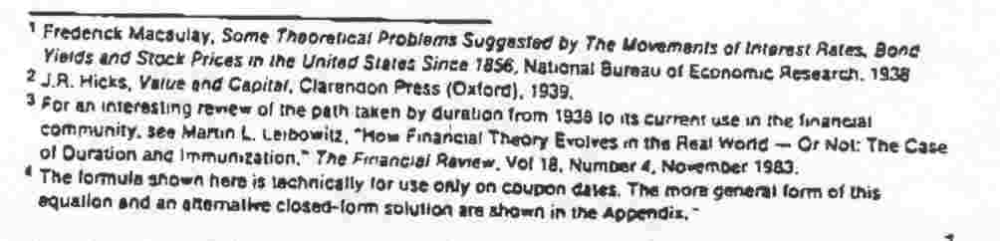 1 Frederick Macaulay, Some Theoretical Problems Suggested by The Movements of Interest Rates, Bond
Yields and Stock Prices in the United States Since 1856, National Bureau of Economic Research, 1938
2 J.R. Hicks, Value and Capital, Clarendon Press (Oxford), 1939.
3 For an interesting review of the path taken by duration from 1938 to its current use in the financial
community, see Martin L. Leibowitz, "How Financial Theory Evolves in the Real World — Or Not: The Case
of Duration and Immunization," The Financial Review, Vol 18, Number 4, November 1983.
4 The formula shown here is technically for use only on coupon dates. The more general form of this
equation and an alternative closed-form solution are shown in the Appendix.